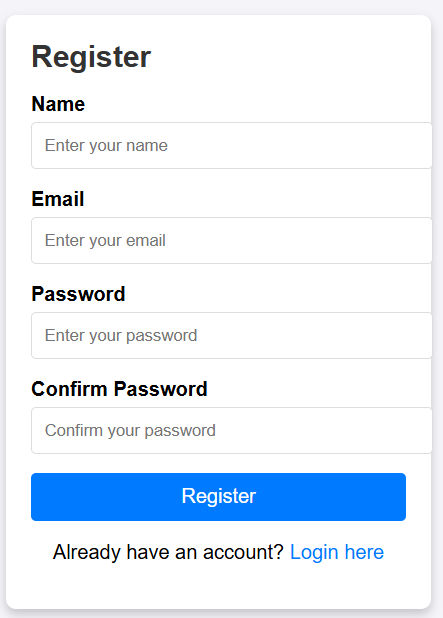 Register
Name
Enter your name
Email
Enter your email
Password
Enter your password
Confirm Password
Confirm your password
Register
Already have an account? Login here